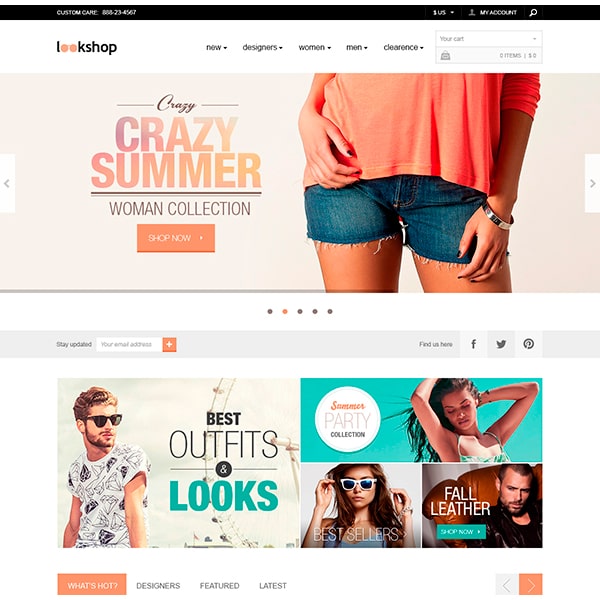 CUSTOM CARE: 888-23-4567
$ US
MY ACCOUNT
lookshop
new
designers
women
men
clearence
Your cart
0 ITEMS | $.0
Crazy
CRAZY
SUMMER
WOMAN COLLECTION
SHOP NOW
Stay updated
Your email address
+
Find us here
BEST
OUTFITS
&
LOOKS
Summer
PARTY
COLLECTION
BEST SELLERS
FALL
LEATHER
SHOP NOW
WHAT'S HOT?
DESIGNERS
FEATURED
LATEST